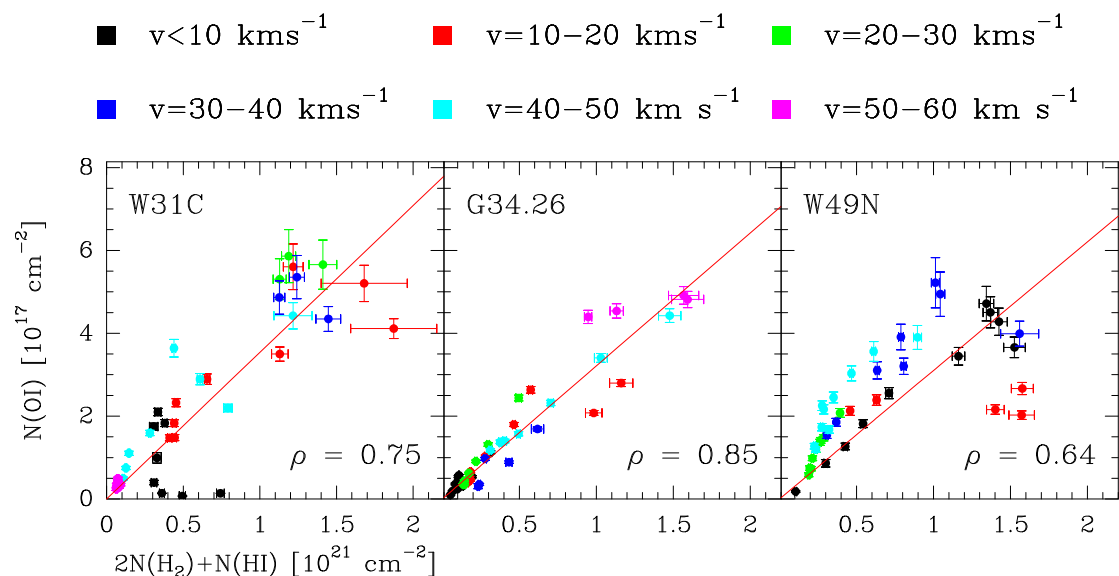 v<10 kms⁻¹ v=10−20 kms⁻¹ v=20−30 kms⁻¹
v=30−40 kms⁻¹ v=40−50 km s⁻¹ v=50−60 km s⁻¹
W31C G34.26 W49N
ρ = 0.75 ρ = 0.85 ρ = 0.64
N(OI) [10¹⁷ cm⁻²]
8
6
4
2
0
0 0.5 1 1.5 2 0.5 1 1.5 2 0.5 1 1.5 2
2N(H₂)+N(HI) [10²¹ cm⁻²]